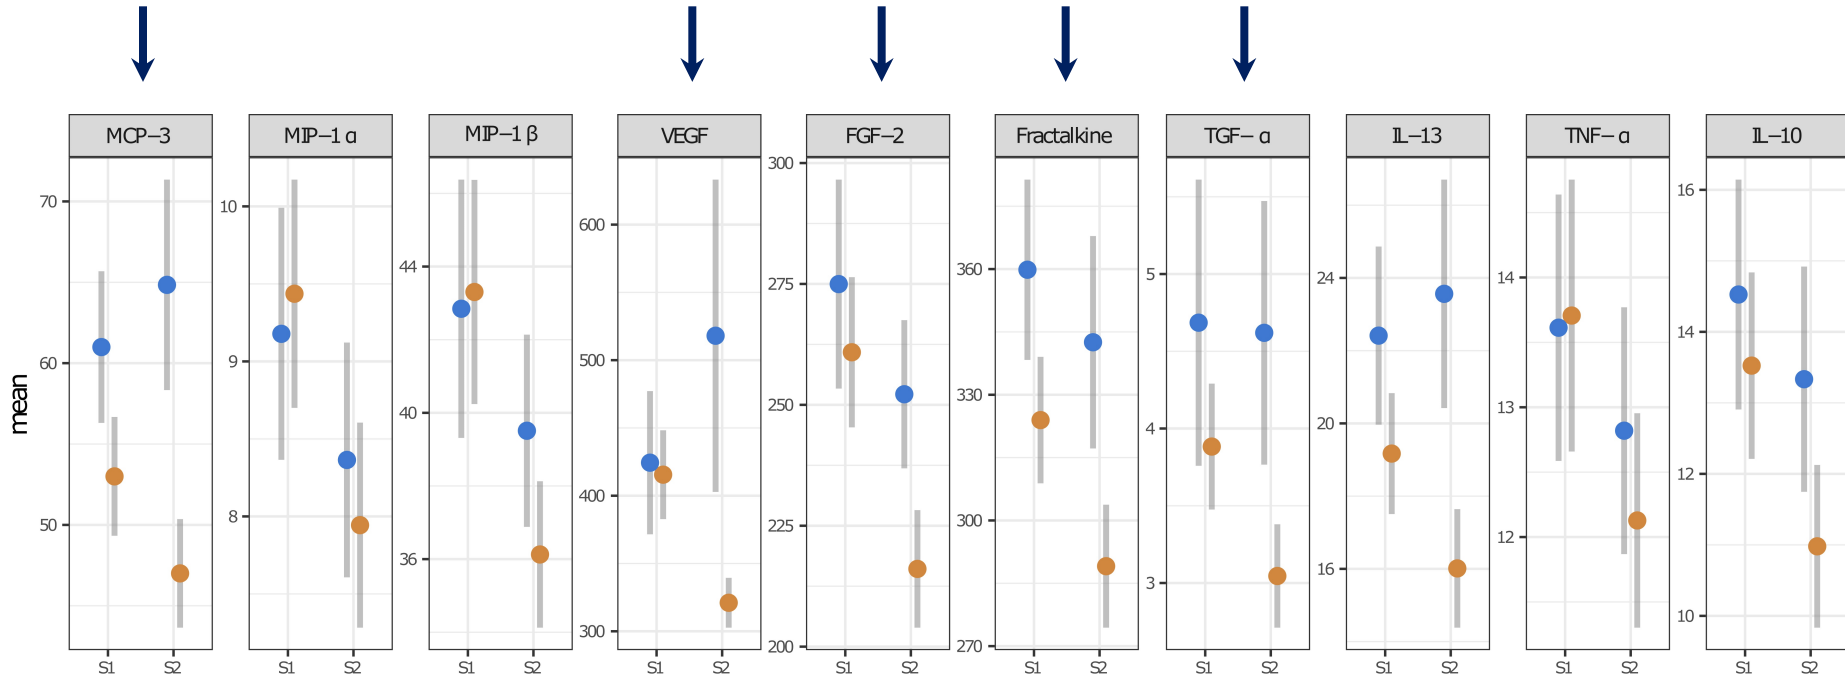 MCP–3
MIP–1 α
MIP–1 β
VEGF
FGF–2
Fractalkine
TGF– α
IL–13
TNF– α
IL–10
mean
70
60
50
10
9
8
44
40
36
600
500
400
300
300
275
250
225
200
360
330
300
270
5
4
3
24
20
16
14
13
12
16
14
12
10
S1 S2
S1 S2
S1 S2
S1 S2
S1 S2
S1 S2
S1 S2
S1 S2
S1 S2
S1 S2